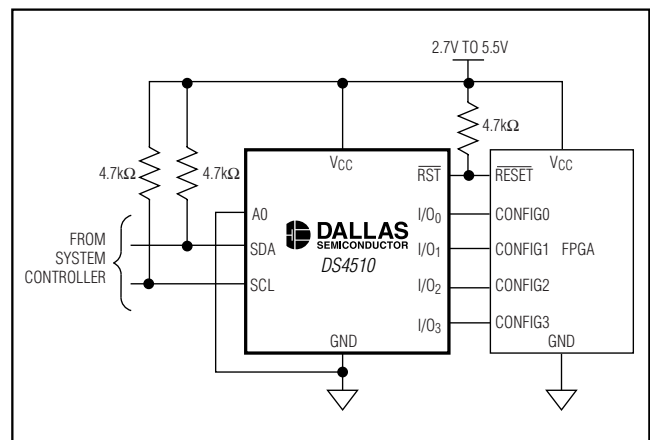 2.7V TO 5.5V
4.7kΩ
4.7kΩ
4.7kΩ
VCC
RST
RESET
VCC
A0
I/O0
CONFIG0
FROM
SYSTEM
CONTROLLER
SDA
DALLAS
SEMICONDUCTOR
DS4510
I/O1
CONFIG1
FPGA
SCL
I/O2
CONFIG2
I/O3
CONFIG3
GND
GND